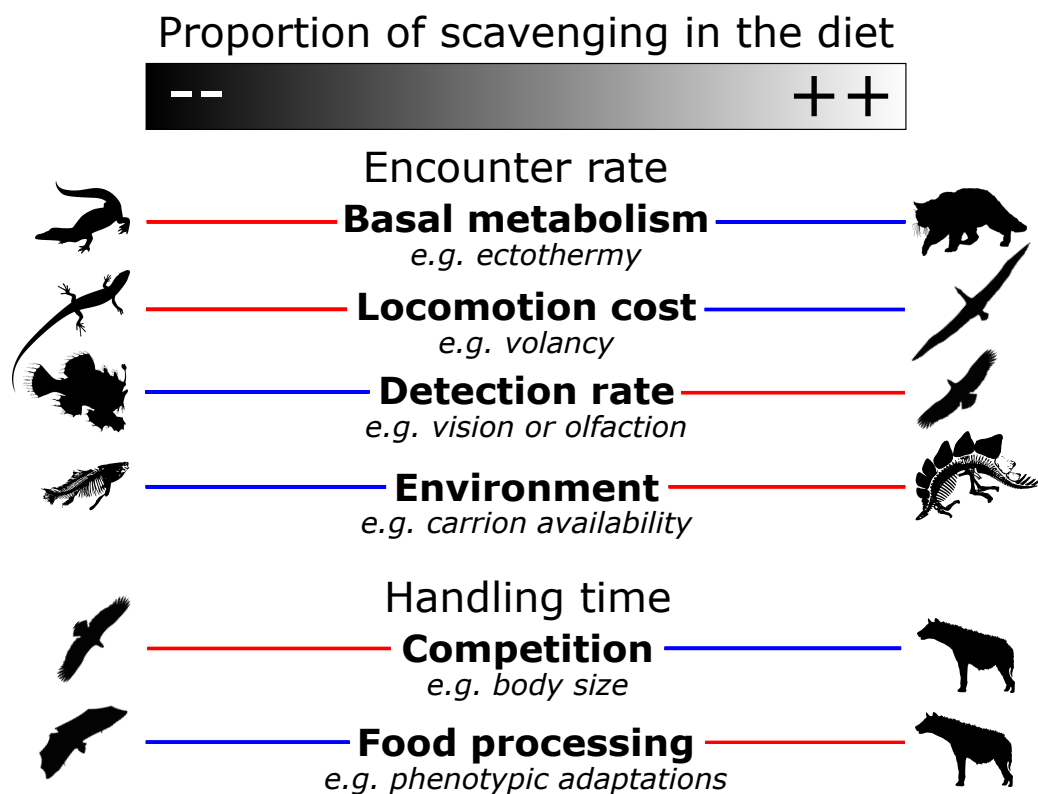 Proportion of scavenging in the diet
-- ++
Encounter rate
Basal metabolism
e.g. ectothermy
Locomotion cost
e.g. volancy
Detection rate
e.g. vision or olfaction
Environment
e.g. carrion availability
Handling time
Competition
e.g. body size
Food processing
e.g. phenotypic adaptations